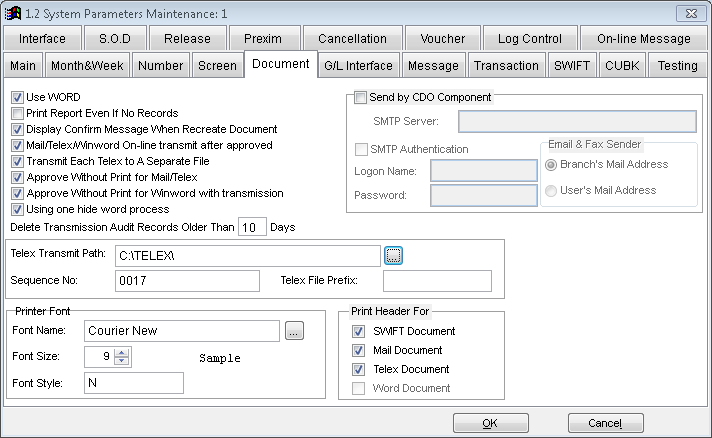 1.2 System Parameters Maintenance: 1
Interface S.O.D Release Prexim Cancellation Voucher Log Control On-line Message
Main Month&Week Number Screen Document G/L Interface Message Transaction SWIFT CUBK Testing
Use WORD
Print Report Even If No Records
Display Confirm Message When Recreate Document
Mail/Telex/Winword On-line transmit after approved
Transmit Each Telex to A Separate File
Approve Without Print for Mail/Telex
Approve Without Print for Winword with transmission
Using one hide word process
Delete Transmission Audit Records Older Than 10 Days
Send by CDO Component
SMTP Server:
SMTP Authentication
Logon Name:
Password:
Email & Fax Sender
Branch's Mail Address
User's Mail Address
Telex Transmit Path: C:\TELEX\ ...
Sequence No: 0017 Telex File Prefix:
Printer Font
Font Name: Courier New ...
Font Size: 9 Sample
Font Style: N
Print Header For
SWIFT Document
Mail Document
Telex Document
Word Document
OK Cancel